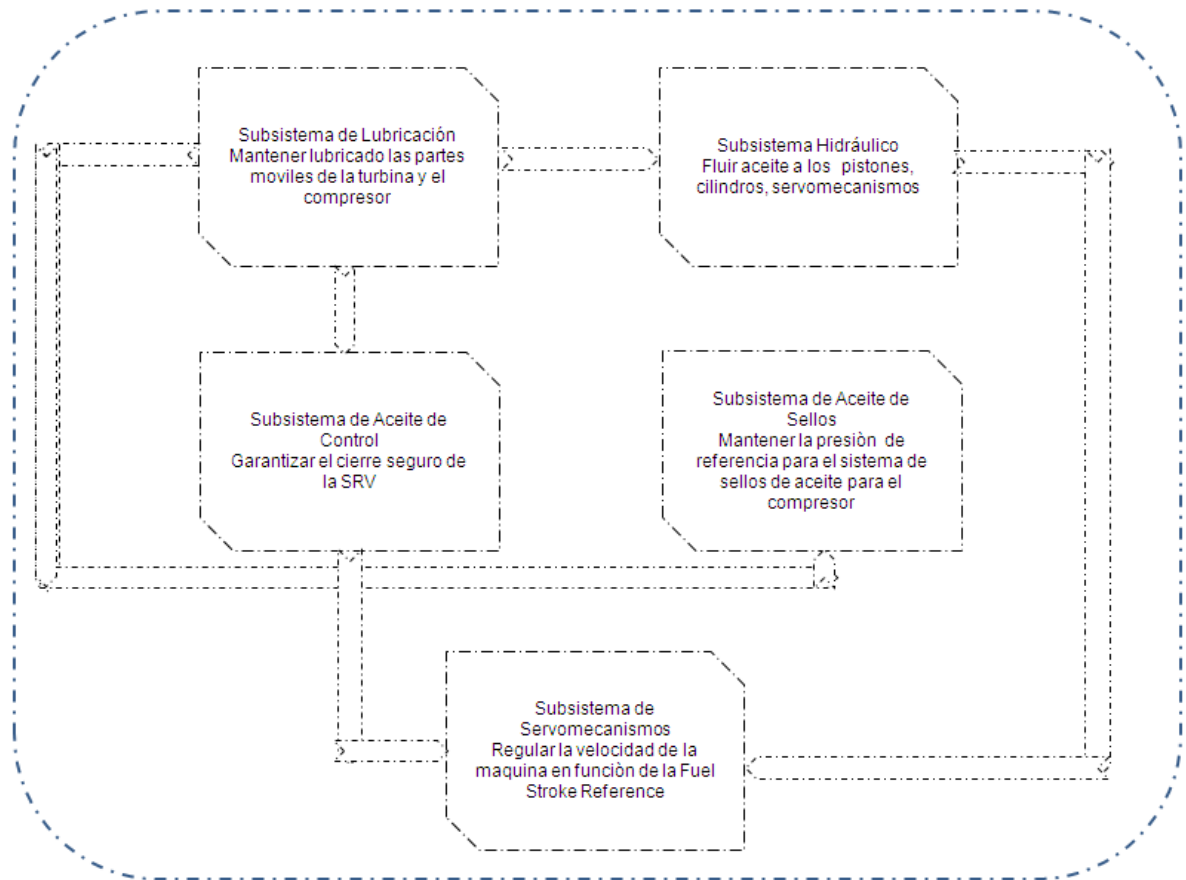 Subsistema de Lubricación
Mantener lubricado las partes
moviles de la turbina y el
compresor
Subsistema Hidráulico
Fluir aceite a los pistones,
cilindros, servomecanismos
Subsistema de Aceite de
Control
Garantizar el cierre seguro de
la SRV
Subsistema de Aceite de
Sellos
Mantener la presiòn de
referencia para el sistema de
sellos de aceite para el
compresor
Subsistema de
Servomecanismos
Regular la velocidad de la
maquina en funciòn de la Fuel
Stroke Reference